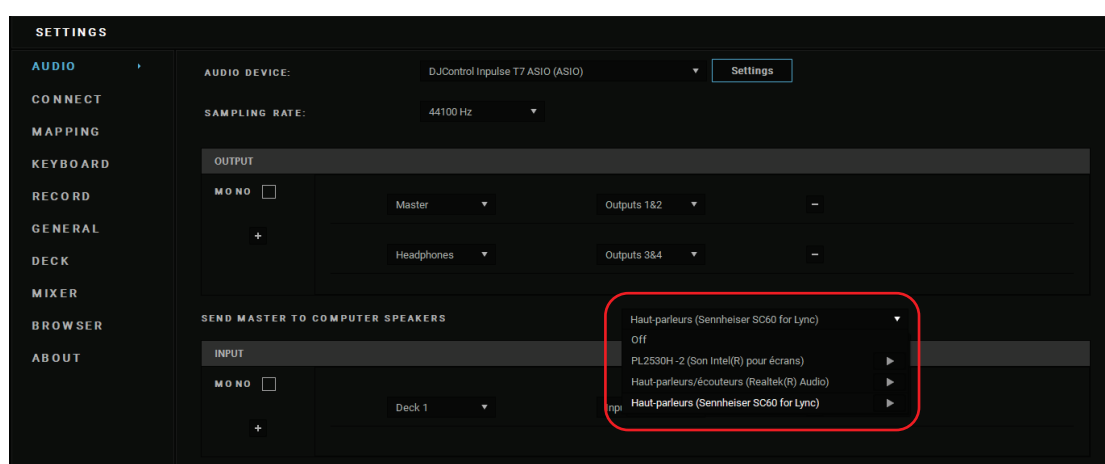 SETTINGS
AUDIO
CONNECT
MAPPING
KEYBOARD
RECORD
GENERAL
DECK
MIXER
BROWSER
ABOUT
AUDIO DEVICE: DJControl Inpulse T7 ASIO (ASIO) Settings
SAMPLING RATE: 44100 Hz
OUTPUT
MONO
Master Outputs 1&2 –
+
Headphones Outputs 3&4 –
SEND MASTER TO COMPUTER SPEAKERS Haut-parleurs (Sennheiser SC60 for Lync)
Off
PL2530H -2 (Son Intel(R) pour écrans)
Haut-parleurs/écouteurs (Realtek(R) Audio)
Haut-parleurs (Sennheiser SC60 for Lync)
INPUT
MONO
Deck 1
+